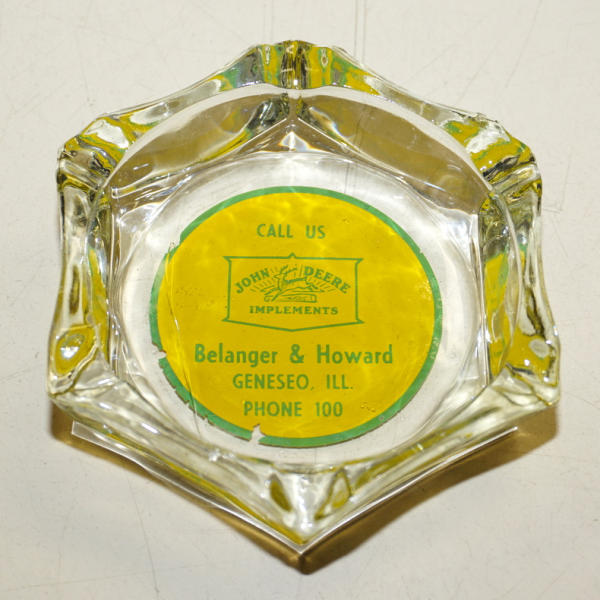 CALL US
JOHN DEERE
IMPLEMENTS
Belanger & Howard
GENESEO, ILL.
PHONE 100